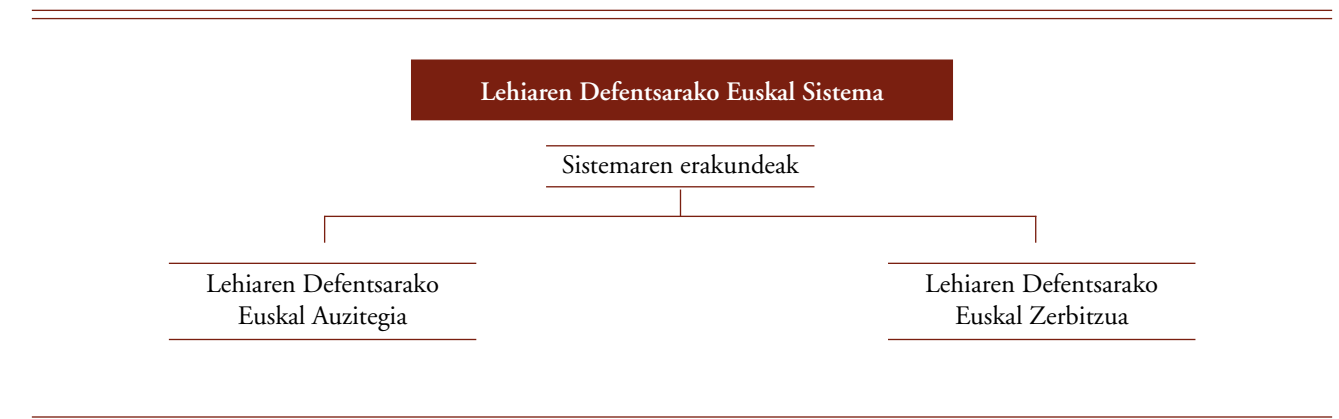 Lehiaren Defentsarako Euskal Sistema
Sistemaren erakundeak
Lehiaren Defentsarako
Euskal Auzitegia
Lehiaren Defentsarako
Euskal Zerbitzua